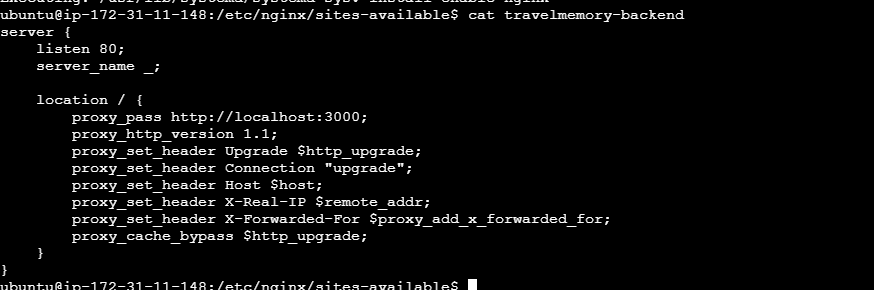 Executing: /usr/lib/systemd/systemd-sysv-install enable nginx
ubuntu@ip-172-31-11-148:/etc/nginx/sites-available$ cat travelmemory-backend
server {
    listen 80;
    server_name _;

    location / {
        proxy_pass http://localhost:3000;
        proxy_http_version 1.1;
        proxy_set_header Upgrade $http_upgrade;
        proxy_set_header Connection "upgrade";
        proxy_set_header Host $host;
        proxy_set_header X-Real-IP $remote_addr;
        proxy_set_header X-Forwarded-For $proxy_add_x_forwarded_for;
        proxy_cache_bypass $http_upgrade;
    }
}
ubuntu@ip-172-31-11-148:/etc/nginx/sites-available$